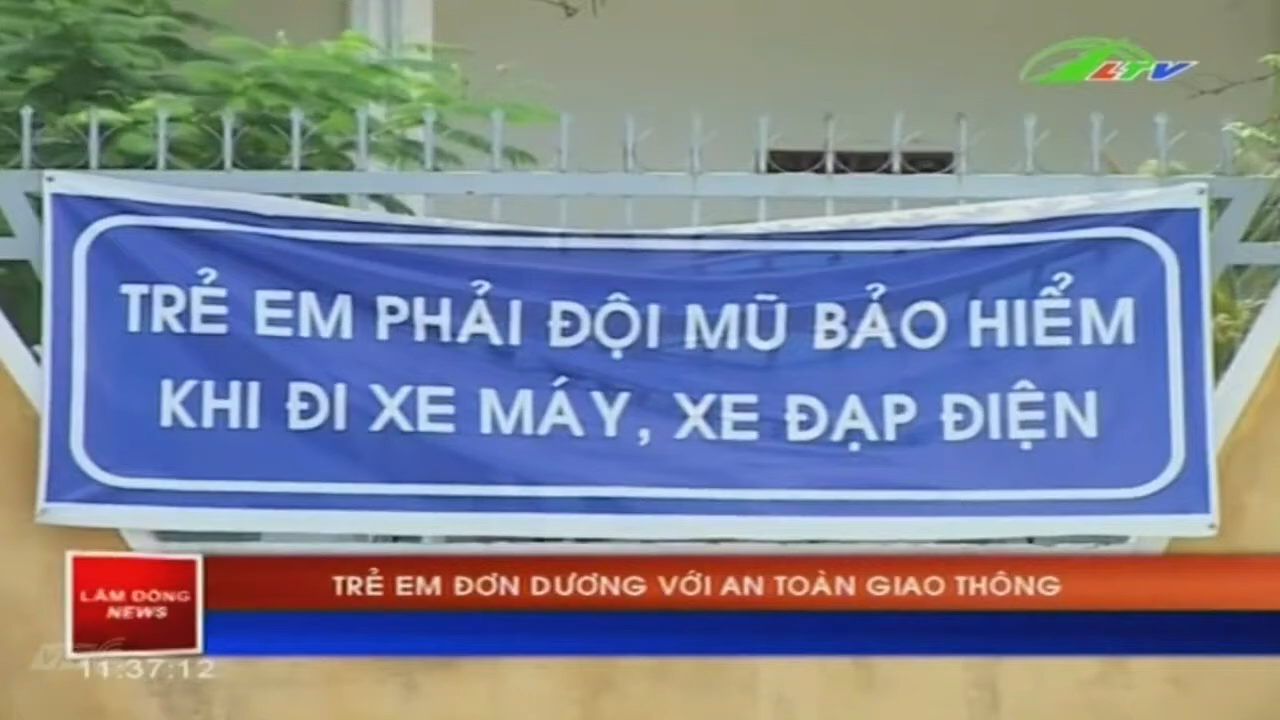 LTV
TRẺ EM PHẢI ĐỘI MŨ BẢO HIỂM
KHI ĐI XE MÁY, XE ĐẠP ĐIỆN
LÂM ĐỒNG
NEWS
TRẺ EM ĐƠN DƯƠNG VỚI AN TOÀN GIAO THÔNG
11:37:12